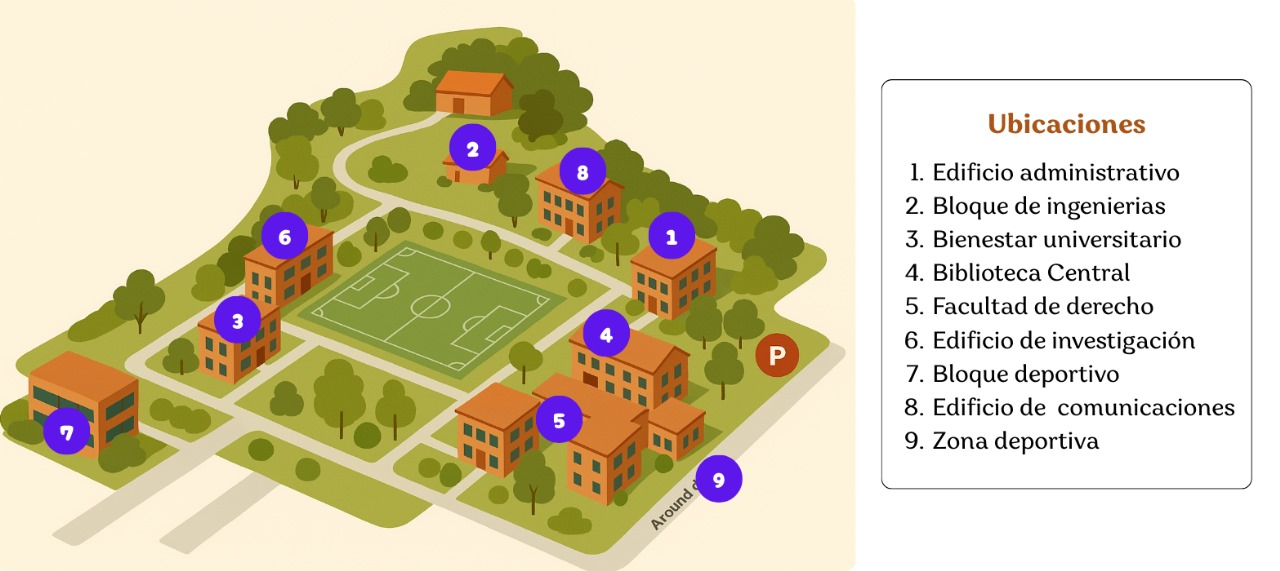 2
8
6
1
3
4
P
5
7
9
Around
Ubicaciones
1. Edificio administrativo
2. Bloque de ingenierias
3. Bienestar universitario
4. Biblioteca Central
5. Facultad de derecho
6. Edificio de investigación
7. Bloque deportivo
8. Edificio de comunicaciones
9. Zona deportiva